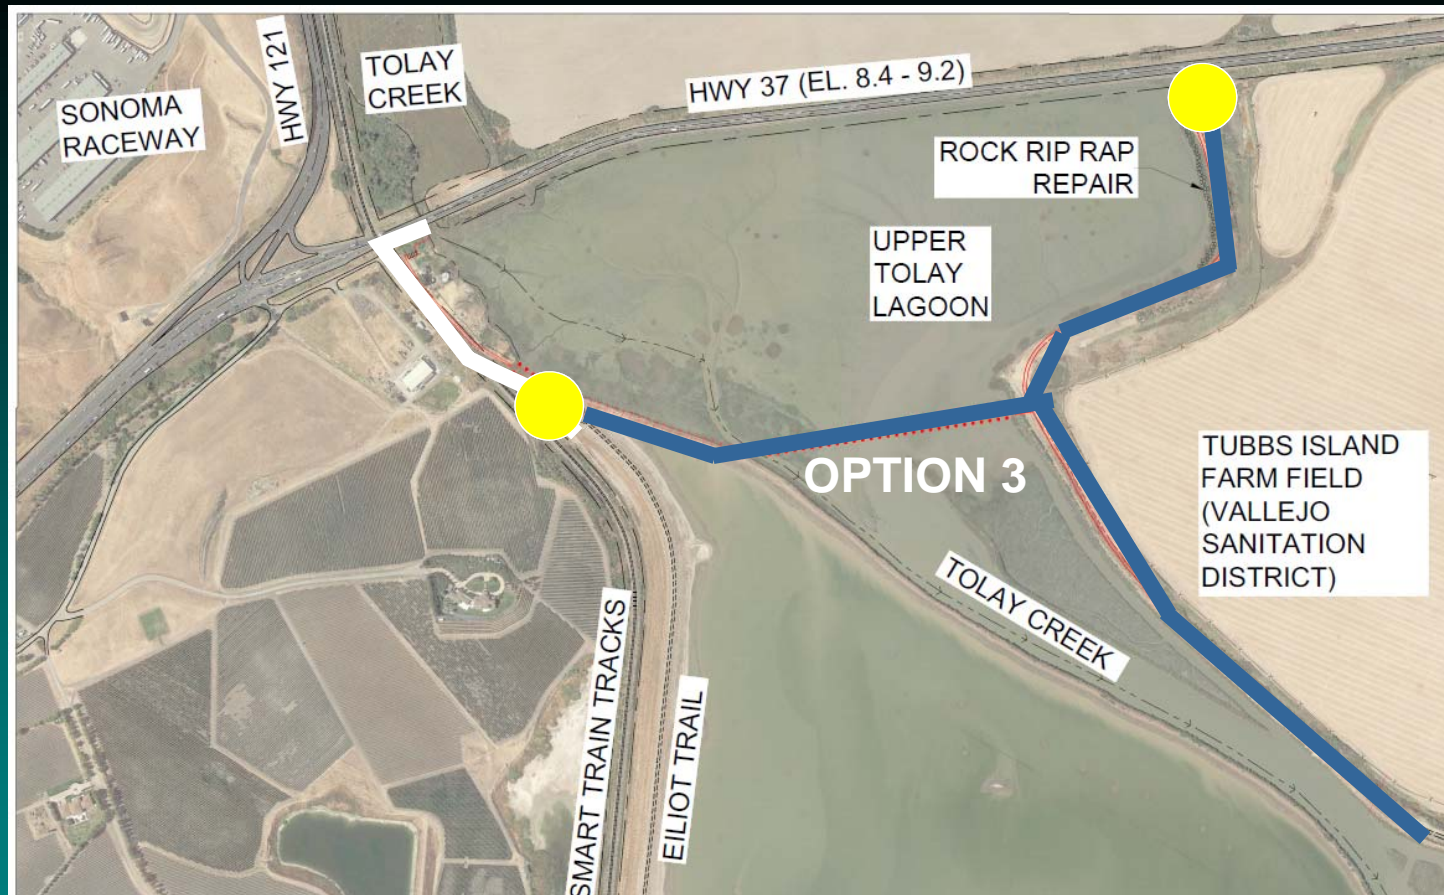 SONOMA
RACEWAY
HWY 121
TOLAY
CREEK
HWY 37 (EL. 8.4 - 9.2)
ROCK RIP RAP
REPAIR
UPPER
TOLAY
LAGOON
OPTION 3
TUBBS ISLAND
FARM FIELD
(VALLEJO
SANITATION
DISTRICT)
TOLAY CREEK
SMART TRAIN TRACKS
EILIOT TRAIL